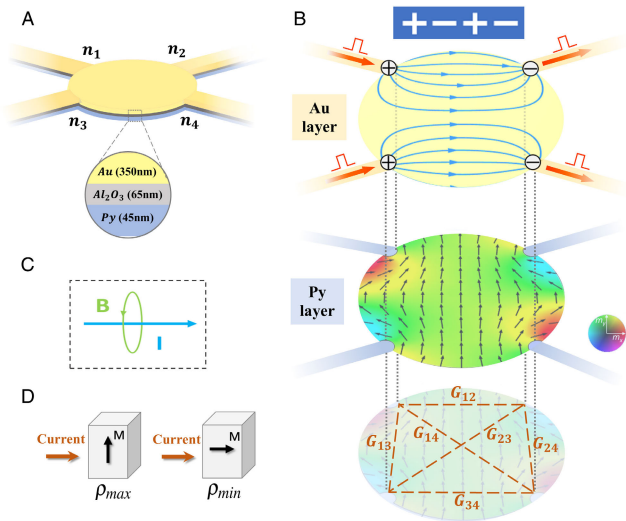 A
n1
n2
n3
n4
Au (350nm)
Al2O3 (65nm)
Py (45nm)
B
+ − + −
+
−
Au
layer
+
−
Py
layer
my
mx
G12
G13
G14
G23
G24
G34
C
B
I
D
Current
M
ρmax
Current
M
ρmin